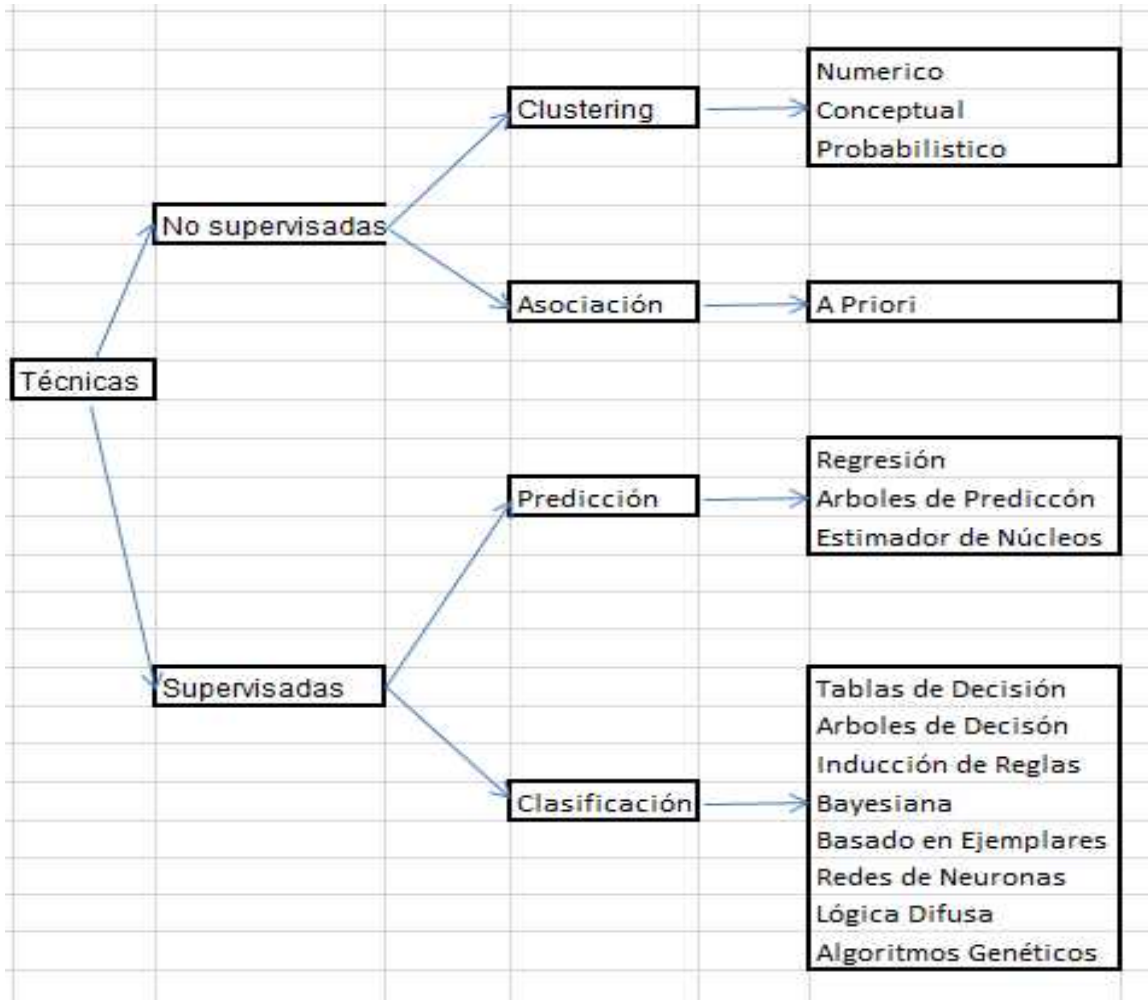 Técnicas
No supervisadas
Clustering
Numerico
Conceptual
Probabilistico
Asociación
A Priori
Supervisadas
Predicción
Regresión
Arboles de Prediccón
Estimador de Núcleos
Clasificación
Tablas de Decisión
Arboles de Decisón
Inducción de Reglas
Bayesiana
Basado en Ejemplares
Redes de Neuronas
Lógica Difusa
Algoritmos Genéticos